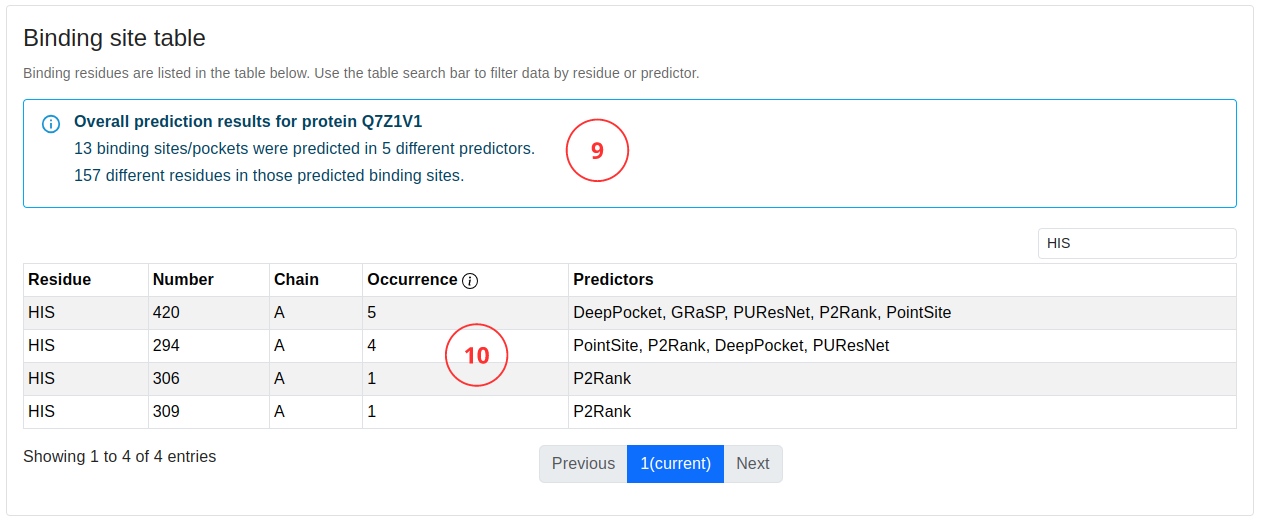 Binding site table
Binding residues are listed in the table below. Use the table search bar to filter data by residue or predictor.
Overall prediction results for protein Q7Z1V1
13 binding sites/pockets were predicted in 5 different predictors.
157 different residues in those predicted binding sites.
9
HIS
Residue Number Chain Occurrence Predictors
HIS 420 A 5 DeepPocket, GRaSP, PUResNet, P2Rank, PointSite
HIS 294 A 4 PointSite, P2Rank, DeepPocket, PUResNet
10
HIS 306 A 1 P2Rank
HIS 309 A 1 P2Rank
Showing 1 to 4 of 4 entries
Previous 1(current) Next